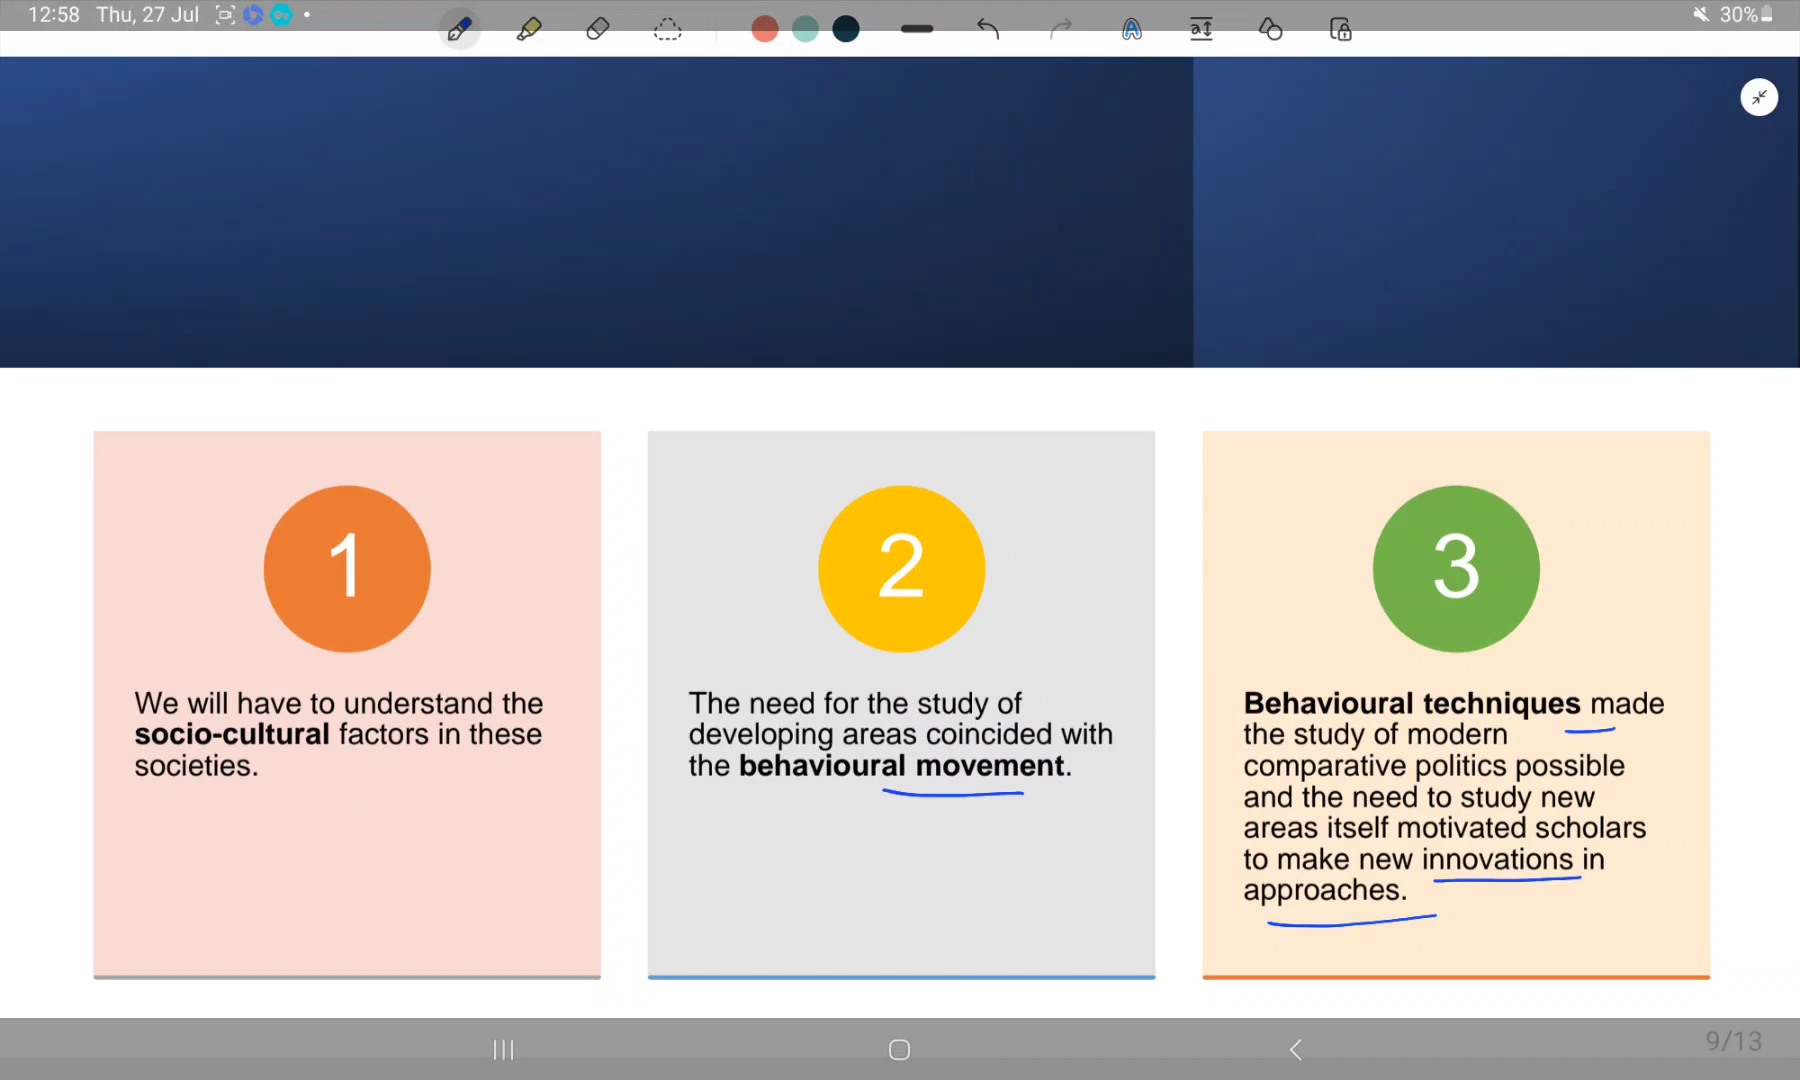 12:58 Thu, 27 Jul
30%
1
We will have to understand the
socio-cultural factors in these
societies.
2
The need for the study of
developing areas coincided with
the behavioural movement.
3
Behavioural techniques made
the study of modern
comparative politics possible
and the need to study new
areas itself motivated scholars
to make new innovations in
approaches.
9/13